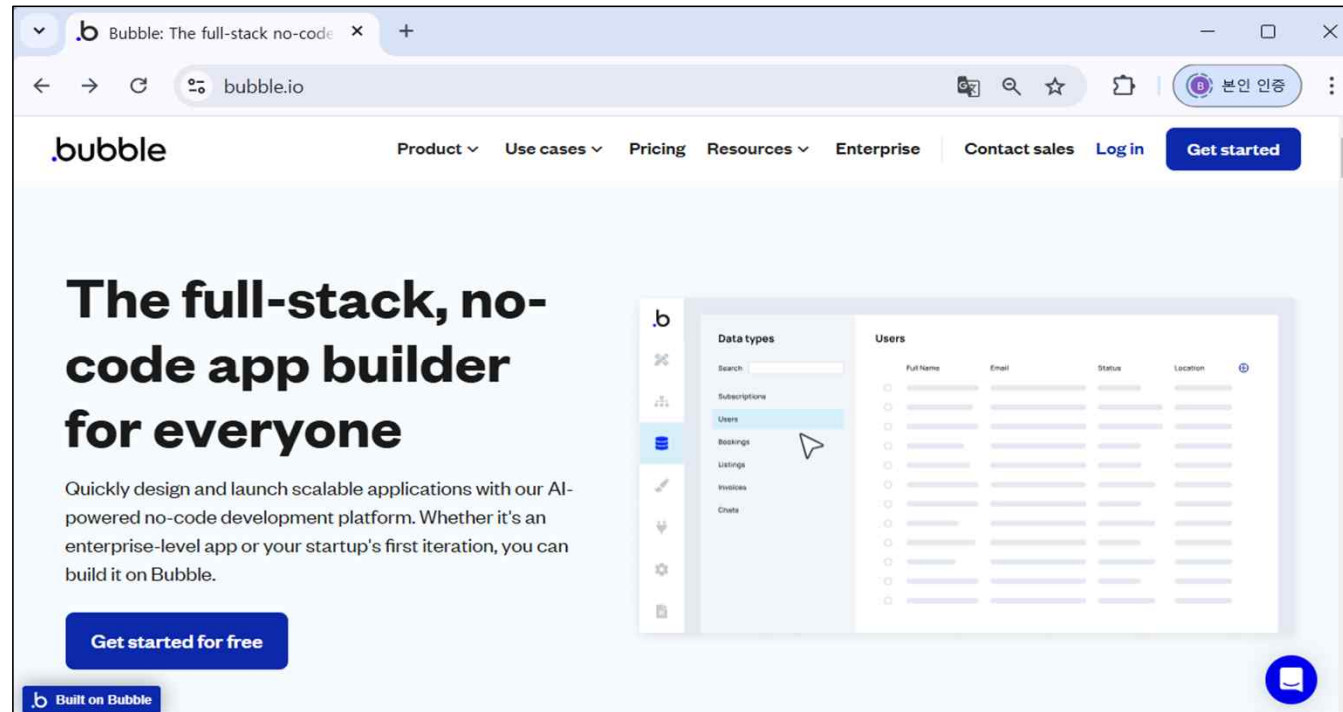 Bubble: The full-stack no-code
bubble.io
본인 인증
.bubble
Product
Use cases
Pricing
Resources
Enterprise
Contact sales
Log in
Get started
The full-stack, no-
code app builder
for everyone
Quickly design and launch scalable applications with our AI-
powered no-code development platform. Whether it's an
enterprise-level app or your startup's first iteration, you can
build it on Bubble.
Get started for free
.b
Data types
Search
Subscriptions
Users
Bookings
Listings
Invoices
Chats
Users
Full Name
Email
Status
Location
.b Built on Bubble